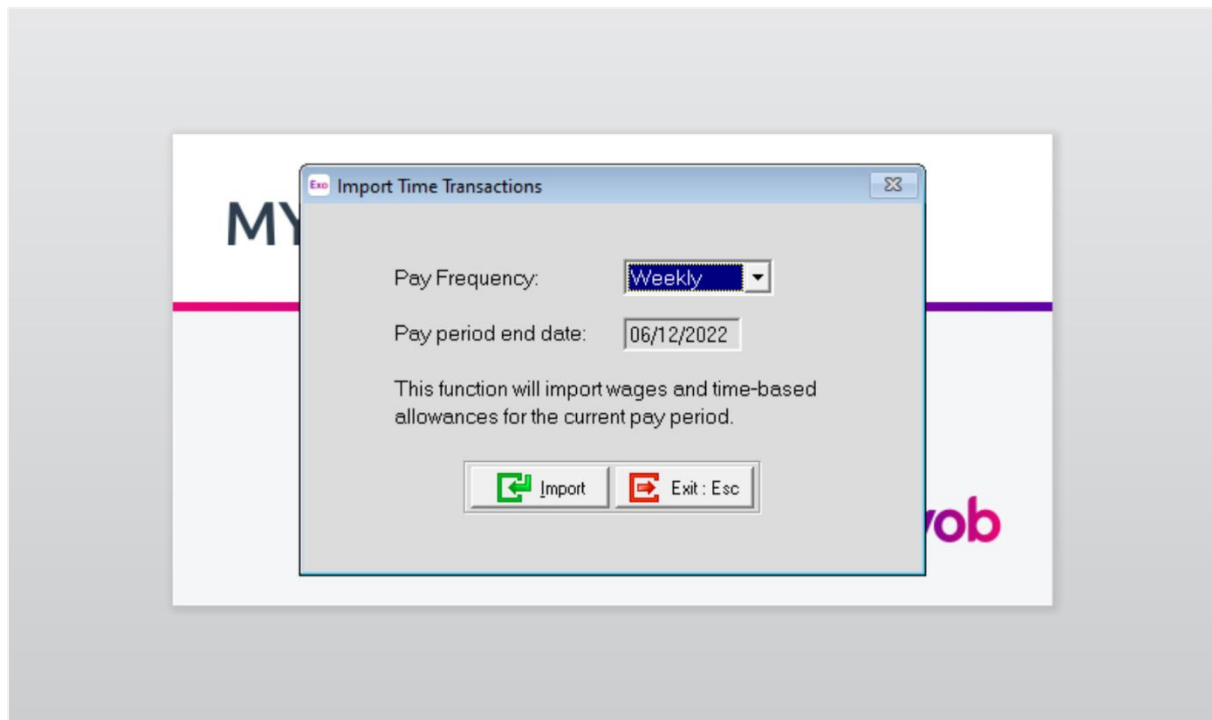 MY
Exo Import Time Transactions
Pay Frequency: Weekly
Pay period end date: 06/12/2022
This function will import wages and time-based
allowances for the current pay period.
Import Exit : Esc
ob